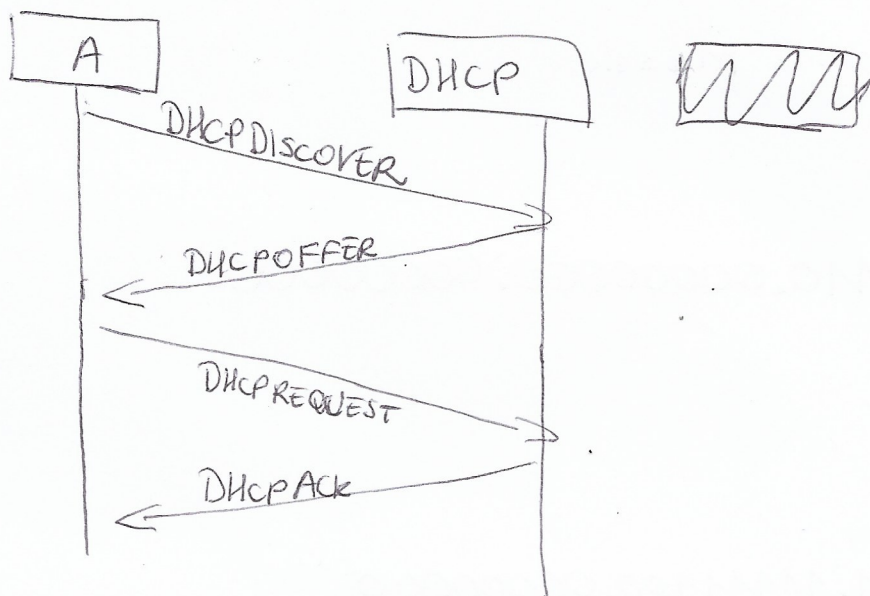 A
DHCP
DHCPDISCOVER
DHCPOFFER
DHCPREQUEST
DHCPACK